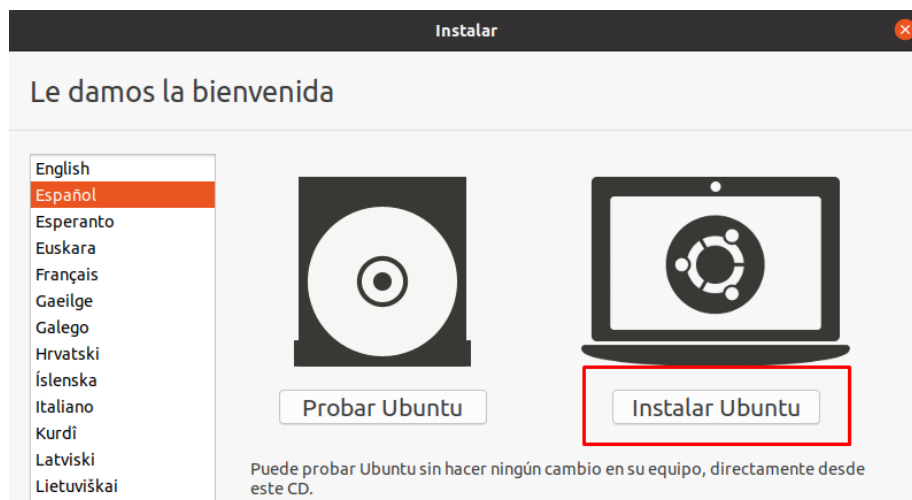 Instalar
Le damos la bienvenida
English
Español
Esperanto
Euskara
Français
Gaeilge
Galego
Hrvatski
Íslenska
Italiano
Kurdî
Latviski
Lietuviškai
Probar Ubuntu
Instalar Ubuntu
Puede probar Ubuntu sin hacer ningún cambio en su equipo, directamente desde
este CD.